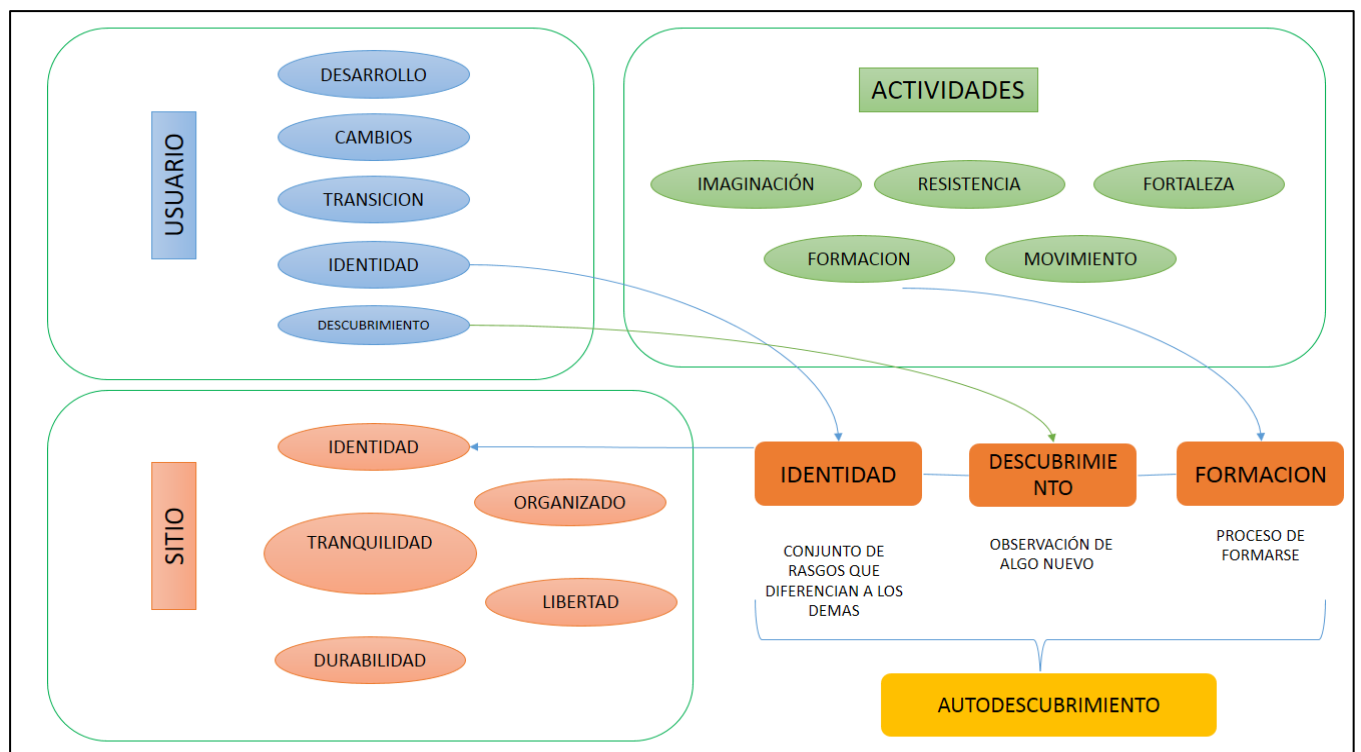 USUARIO
DESARROLLO
CAMBIOS
TRANSICION
IDENTIDAD
DESCUBRIMIENTO
ACTIVIDADES
IMAGINACIÓN
RESISTENCIA
FORTALEZA
FORMACION
MOVIMIENTO
SITIO
IDENTIDAD
ORGANIZADO
TRANQUILIDAD
LIBERTAD
DURABILIDAD
IDENTIDAD
CONJUNTO DE
RASGOS QUE
DIFERENCIAN A LOS
DEMAS
DESCUBRIMIE
NTO
OBSERVACIÓN DE
ALGO NUEVO
FORMACION
PROCESO DE
FORMARSE
AUTODESCUBRIMIENTO